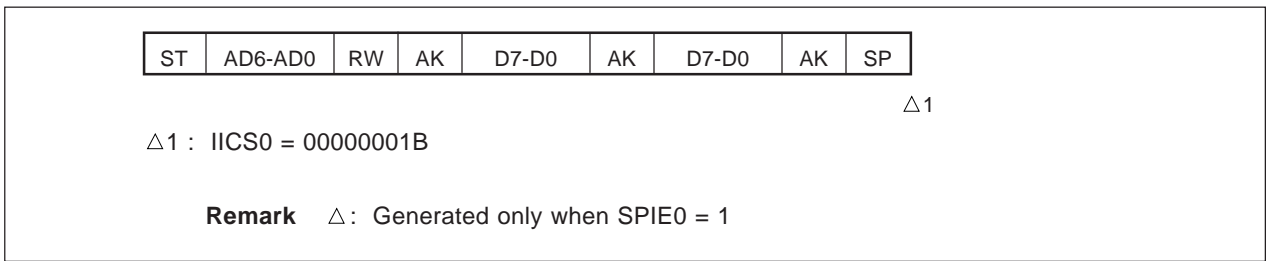 ST AD6-AD0 RW AK D7-D0 AK D7-D0 AK SP
△1
△1 : IICS0 = 00000001B
Remark △ : Generated only when SPIE0 = 1